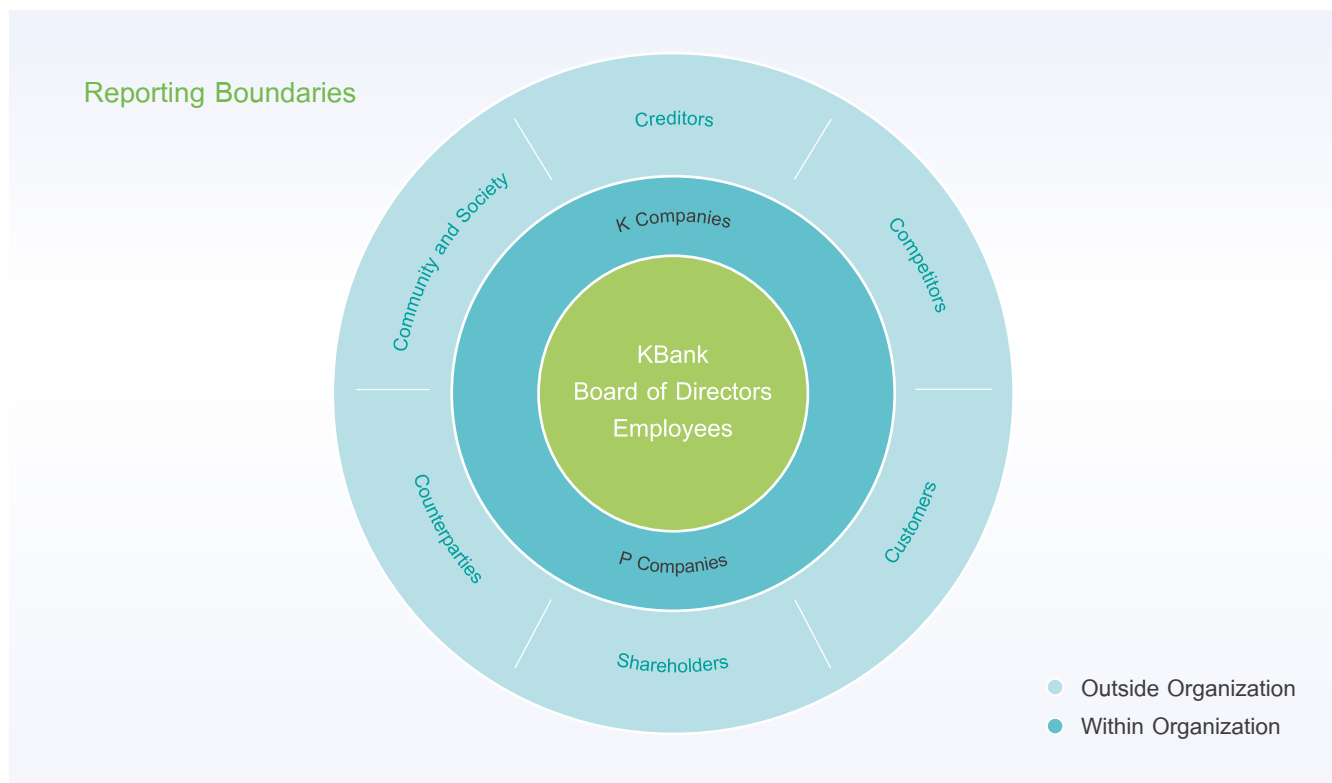 Reporting Boundaries
Creditors
Community and Society
K Companies
Competitors
KBank
Board of Directors
Employees
Counterparties
Customers
P Companies
Shareholders
Outside Organization
Within Organization